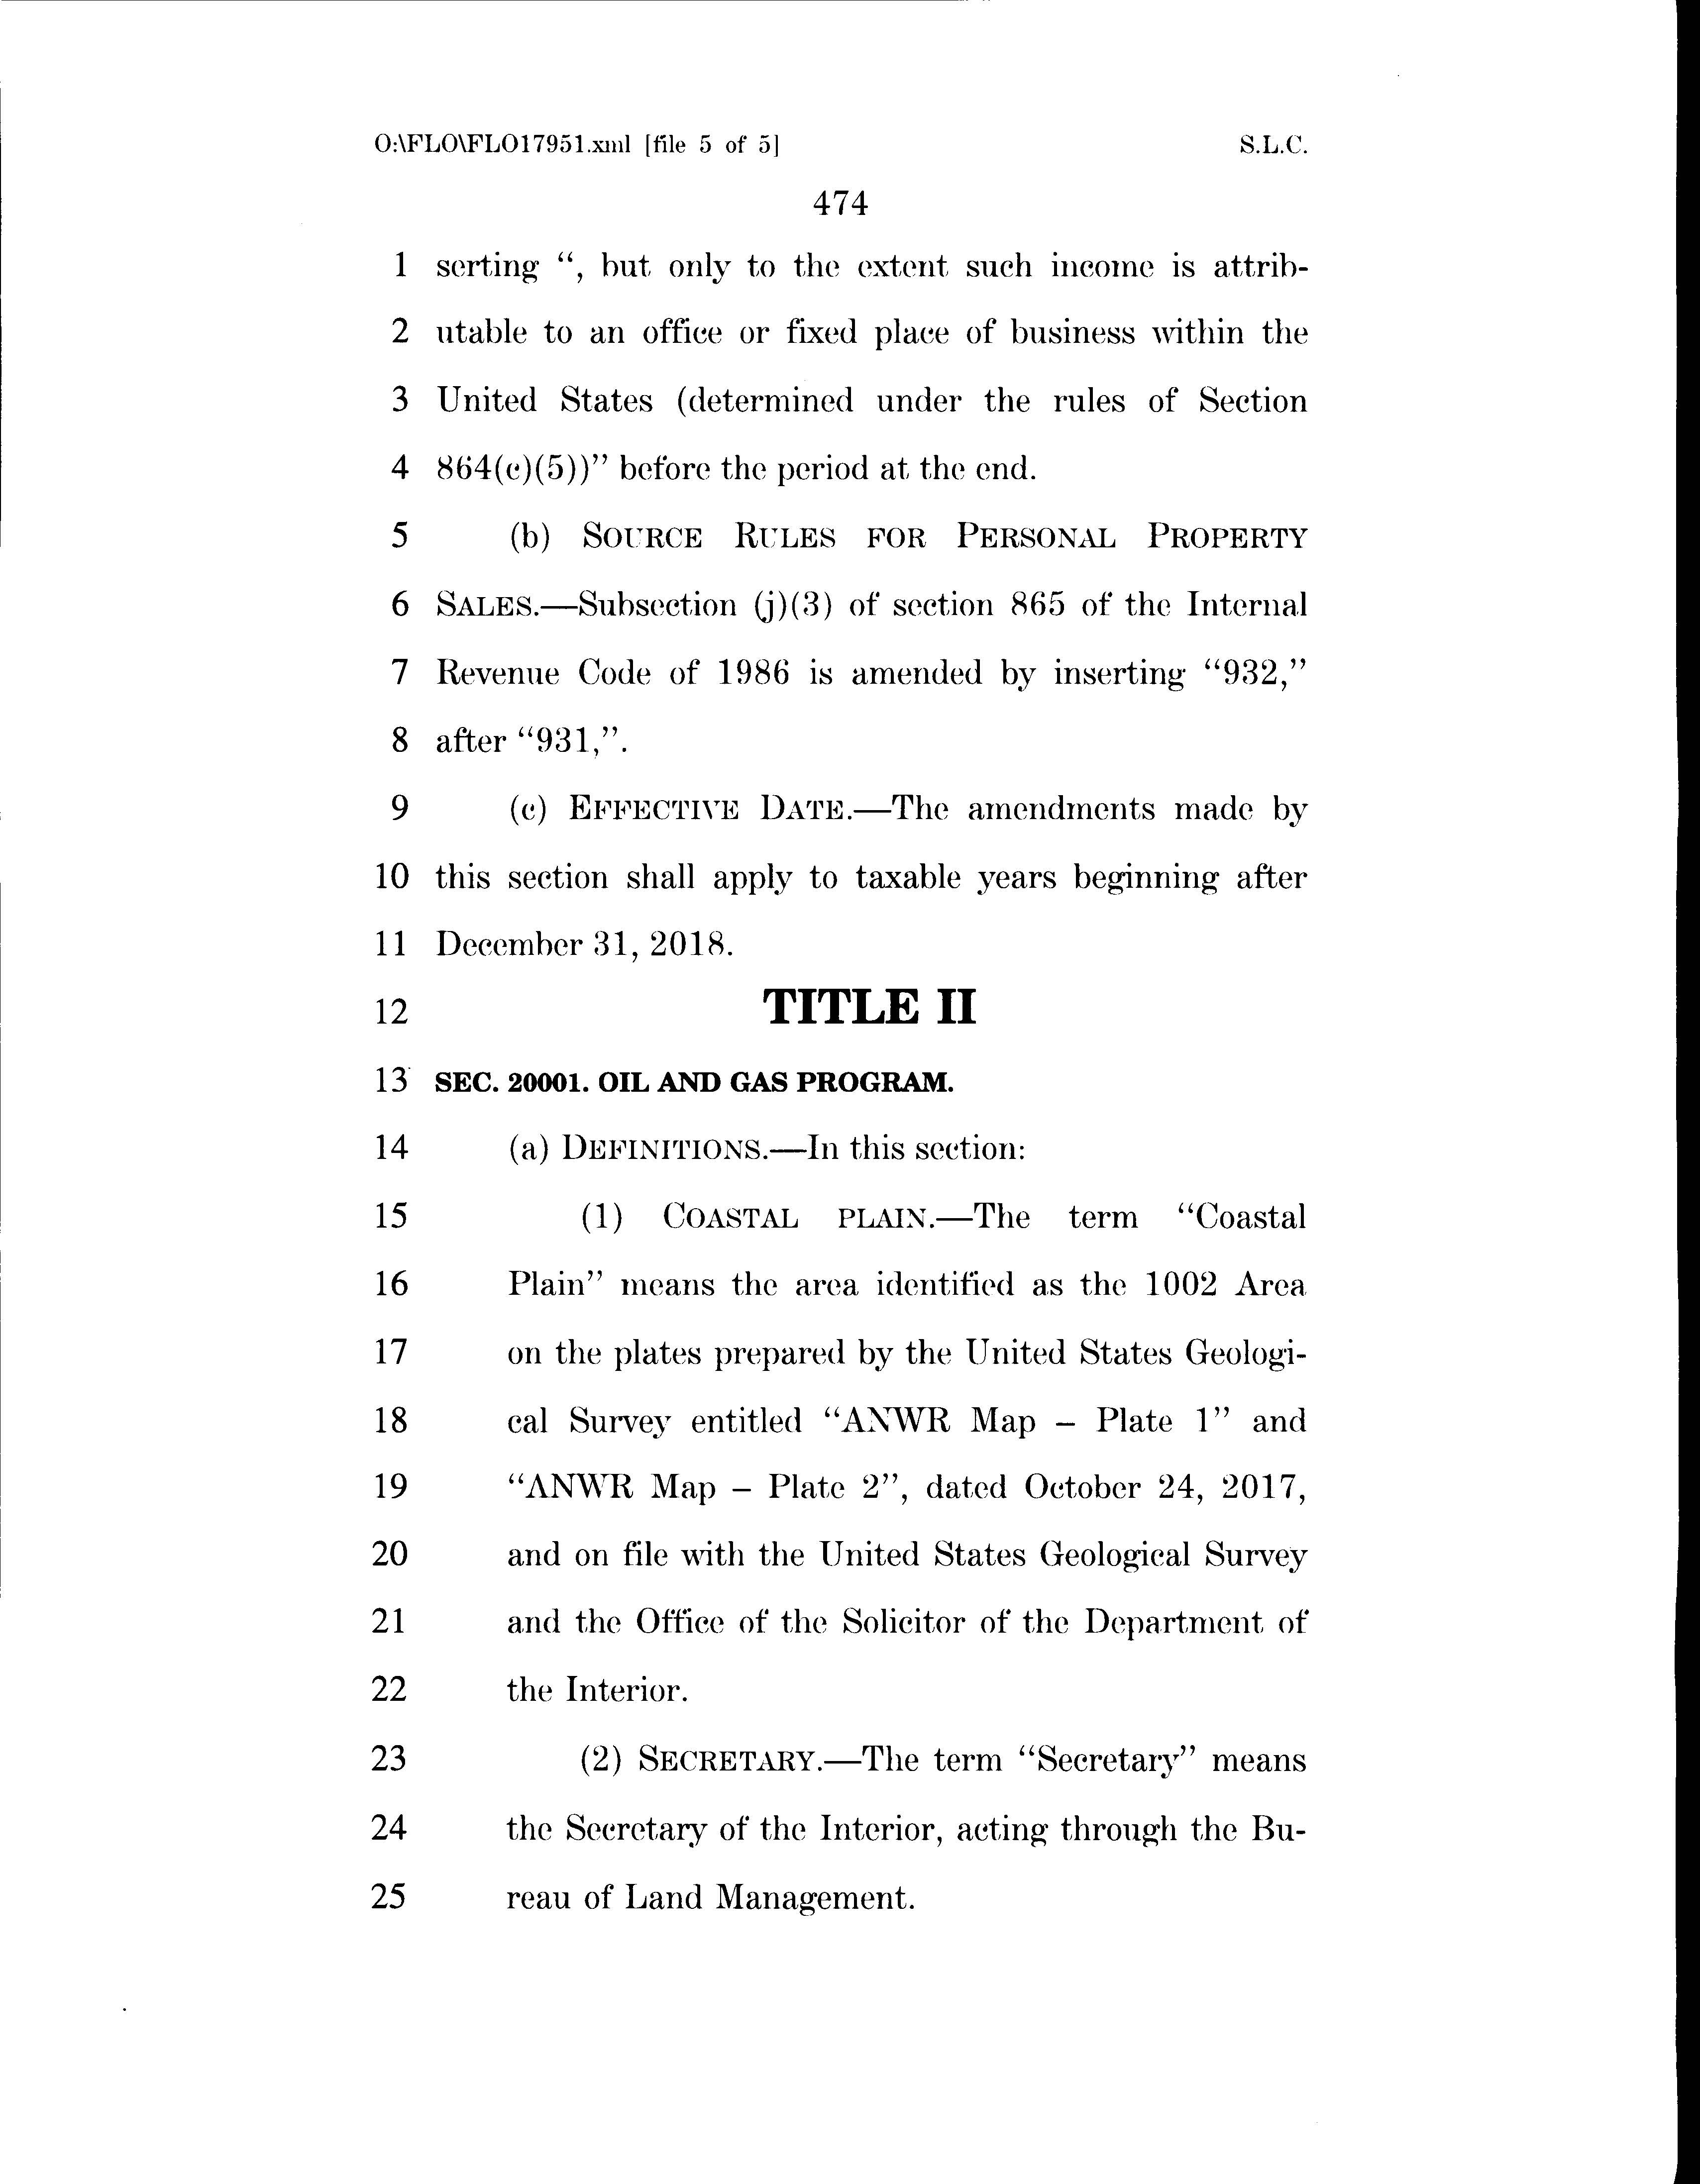 O:\FLO\FLO17951.xml [file 5 of 5] S.L.C.
474
1 serting “, but only to the extent such income is attrib-
2 utable to an office or fixed place of business within the
3 United States (determined under the rules of Section
4 864(c)(5))” before the period at the end.
5 (b) SOURCE RULES FOR PERSONAL PROPERTY
6 SALES.—Subsection (j)(3) of section 865 of the Internal
7 Revenue Code of 1986 is amended by inserting “932,”
8 after “931,”.
9 (c) EFFECTIVE DATE.—The amendments made by
10 this section shall apply to taxable years beginning after
11 December 31, 2018.
12 TITLE II
13 SEC. 20001. OIL AND GAS PROGRAM.
14 (a) DEFINITIONS.—In this section:
15 (1) COASTAL PLAIN.—The term “Coastal
16 Plain” means the area identified as the 1002 Area
17 on the plates prepared by the United States Geologi-
18 cal Survey entitled “ANWR Map – Plate 1” and
19 “ANWR Map – Plate 2”, dated October 24, 2017,
20 and on file with the United States Geological Survey
21 and the Office of the Solicitor of the Department of
22 the Interior.
23 (2) SECRETARY.—The term “Secretary” means
24 the Secretary of the Interior, acting through the Bu-
25 reau of Land Management.